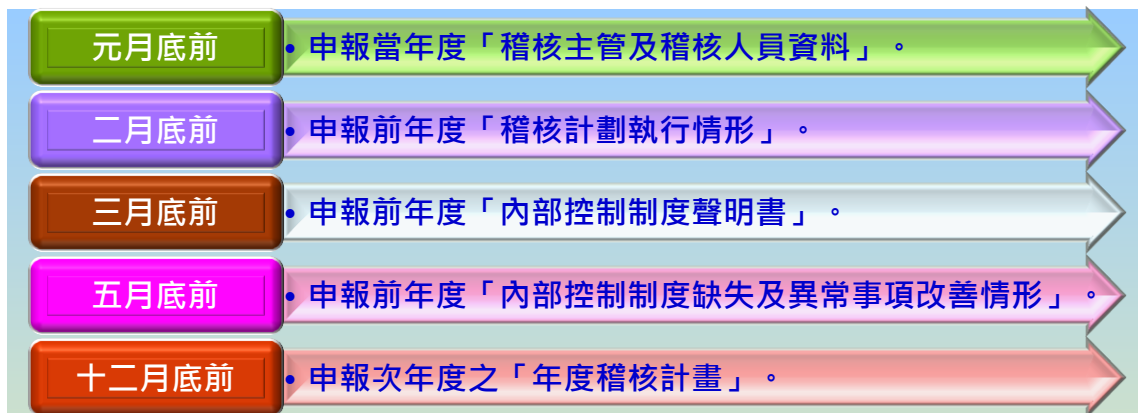 元月底前 •申報當年度「稽核主管及稽核人員資料」。
二月底前 •申報前年度「稽核計劃執行情形」。
三月底前 •申報前年度「內部控制制度聲明書」。
五月底前 •申報前年度「內部控制制度缺失及異常事項改善情形」。
十二月底前 •申報次年度之「年度稽核計畫」。